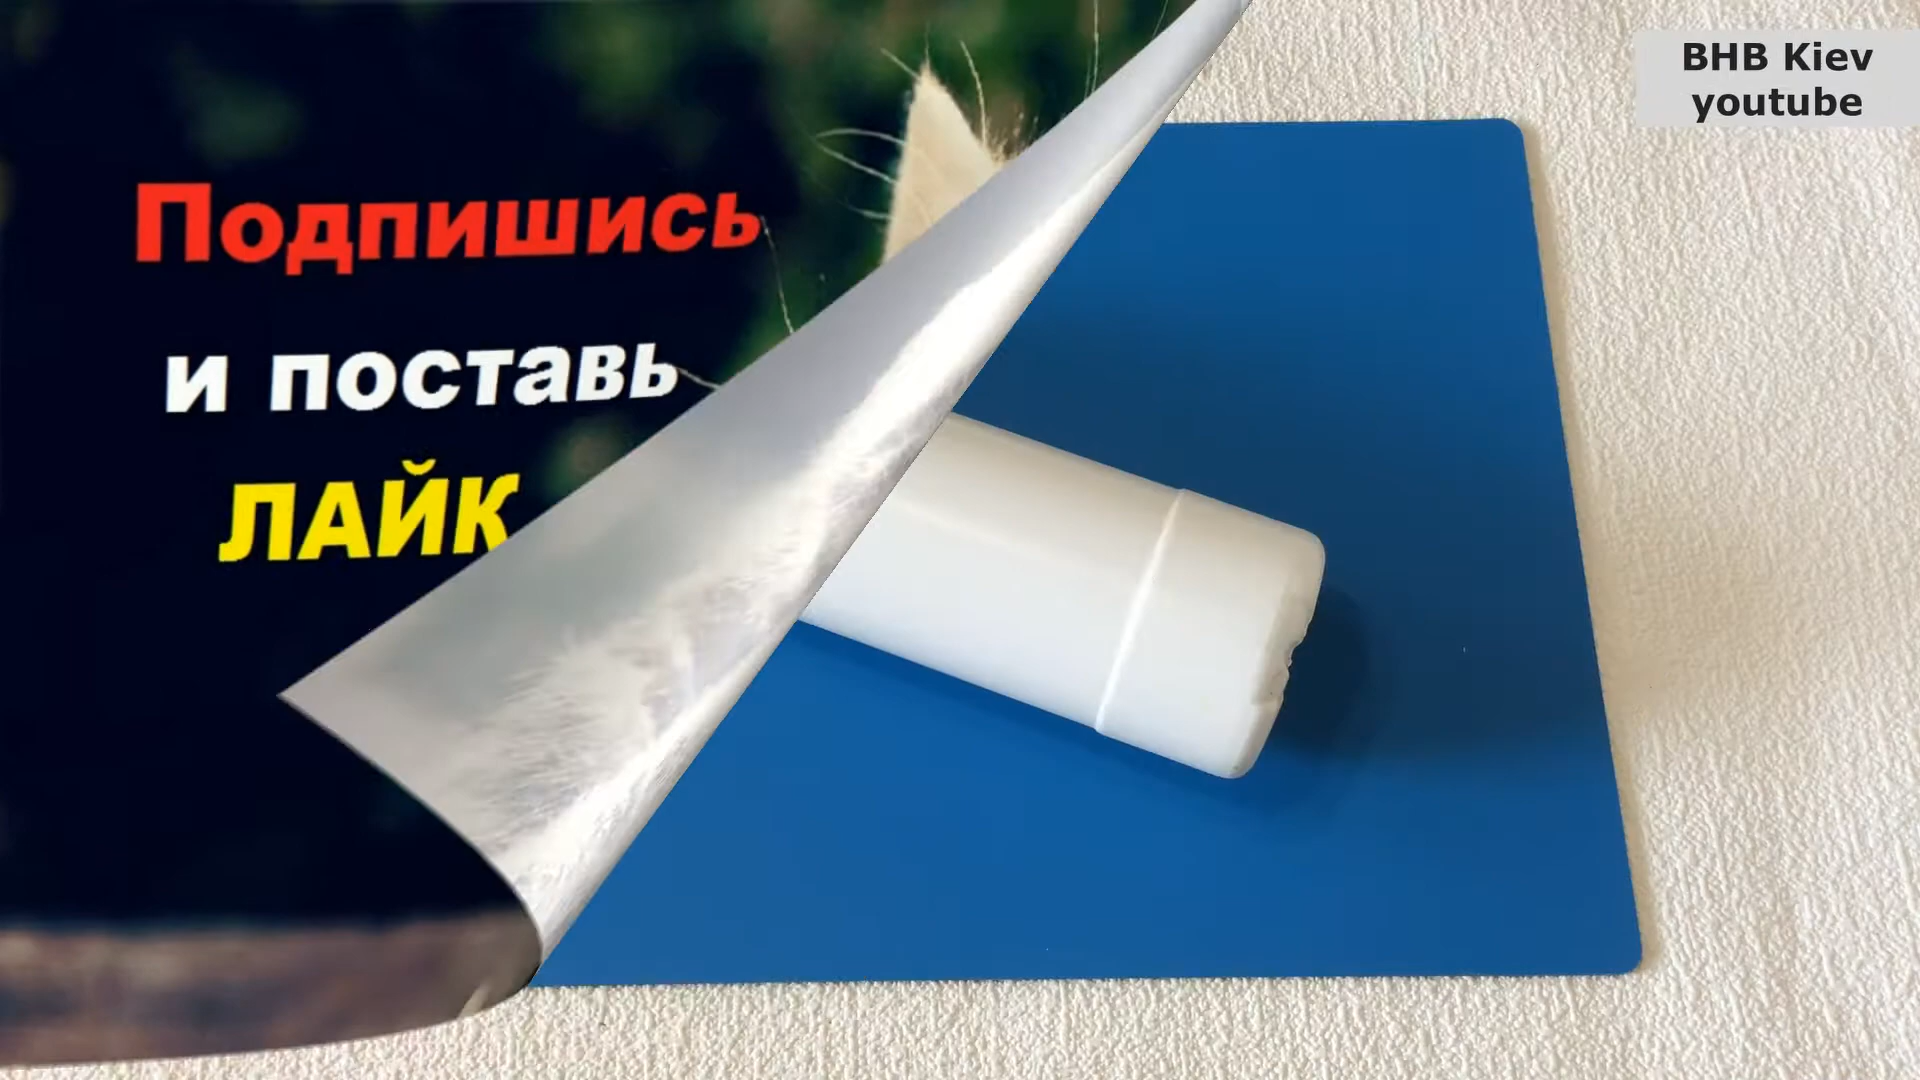 BHB Kiev
youtube
Подпишись
и поставь
ЛАЙК